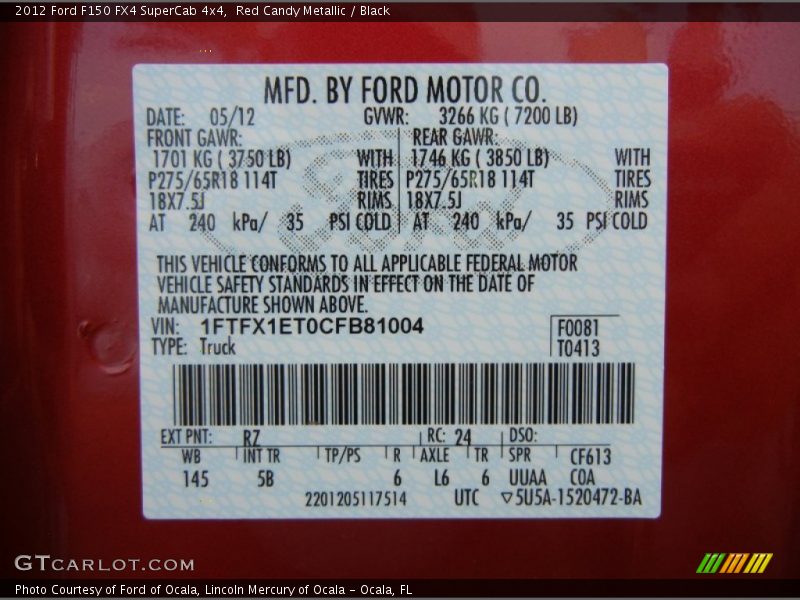 2012 Ford F150 FX4 SuperCab 4x4,  Red Candy Metallic / Black
MFD. BY FORD MOTOR CO.
DATE: 05/12 GVWR: 3266 KG ( 7200 LB)
FRONT GAWR: REAR GAWR:
1701 KG ( 3750 LB) WITH 1746 KG ( 3850 LB) WITH
P275/65R18 114T TIRES P275/65R18 114T TIRES
18X7.5J RIMS 18X7.5J RIMS
AT 240 kPa/ 35 PSI COLD AT 240 kPa/ 35 PSI COLD
Ford
THIS VEHICLE CONFORMS TO ALL APPLICABLE FEDERAL MOTOR
VEHICLE SAFETY STANDARDS IN EFFECT ON THE DATE OF
MANUFACTURE SHOWN ABOVE.
VIN: 1FTFX1ET0CFB81004 F0081
TYPE: Truck T0413
EXT PNT: RZ RC: 24 DSO:
WB INT TR TP/PS R AXLE TR SPR CF613
145 5B 6 L6 6 UUAA COA
2201205117514 UTC ▽5U5A-1520472-BA
GTCARLOT.COM
Photo Courtesy of Ford of Ocala, Lincoln Mercury of Ocala - Ocala, FL